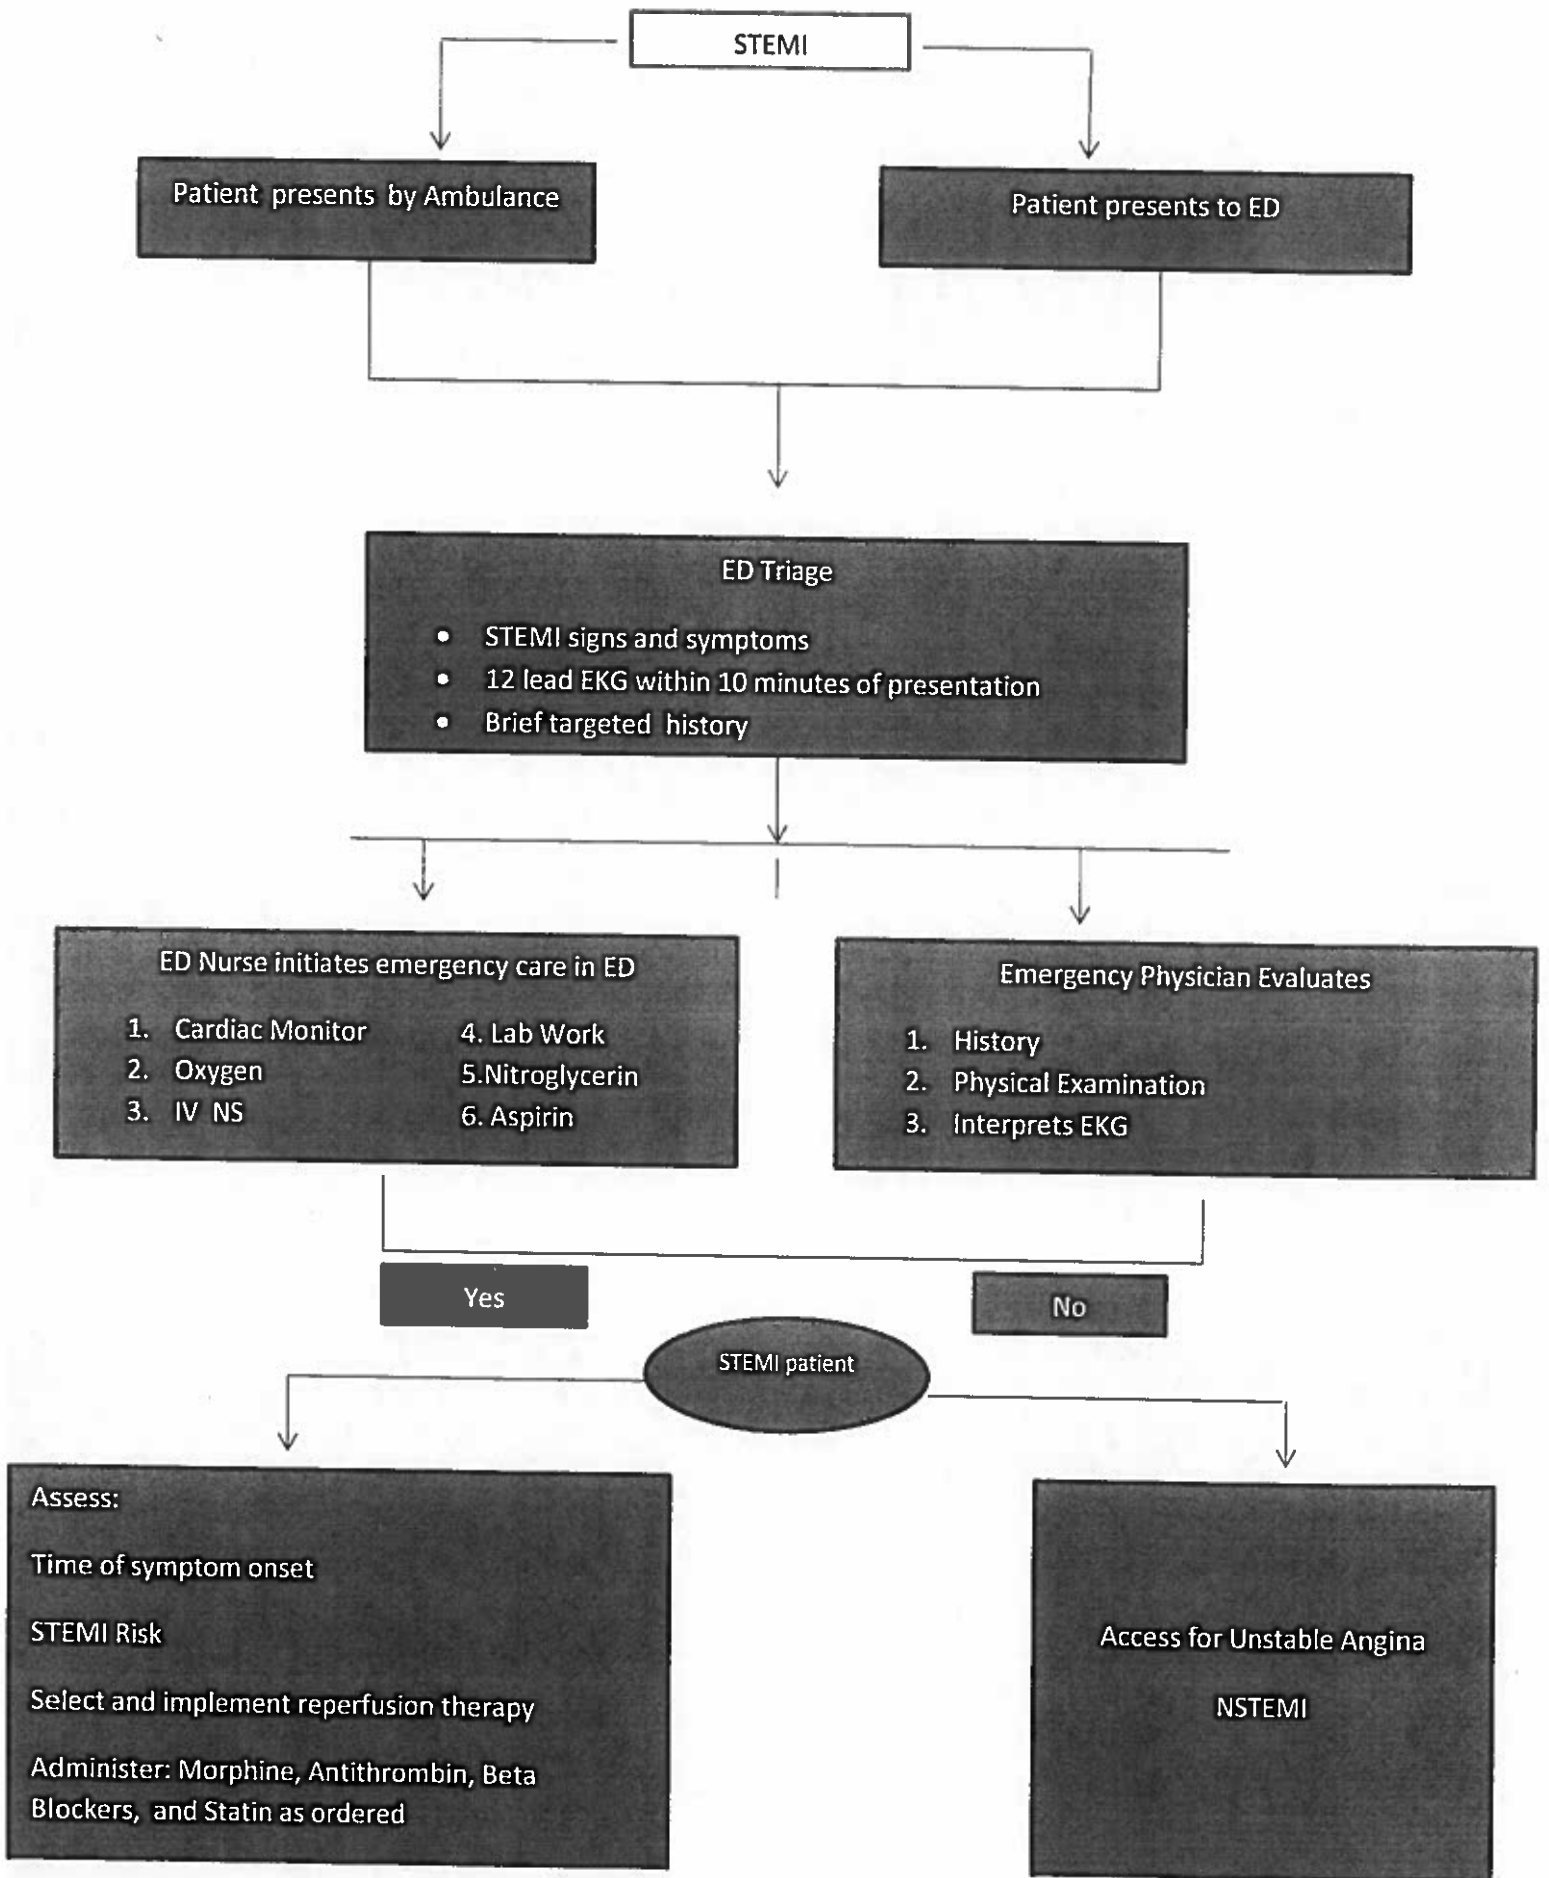 STEMI
Patient presents by Ambulance
Patient presents to ED
ED Triage
• STEMI signs and symptoms
• 12 lead EKG within 10 minutes of presentation
• Brief targeted history
ED Nurse initiates emergency care in ED
1. Cardiac Monitor
2. Oxygen
3. IV NS
4. Lab Work
5.Nitroglycerin
6. Aspirin
Emergency Physician Evaluates
1. History
2. Physical Examination
3. Interprets EKG
Yes
No
STEMI patient
Assess:
Time of symptom onset
STEMI Risk
Select and implement reperfusion therapy
Administer: Morphine, Antithrombin, Beta
Blockers, and Statin as ordered
Access for Unstable Angina
NSTEMI